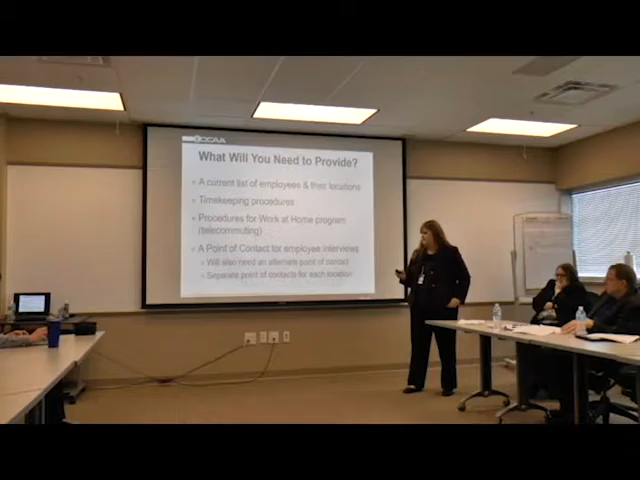 DCAA
What Will You Need to Provide?
A current list of employees & their locations
Timekeeping procedures
Procedures for Work at Home program
(telecommuting)
A Point of Contact for employee interviews
Will also need an alternate point of contact
Separate point of contacts for each location